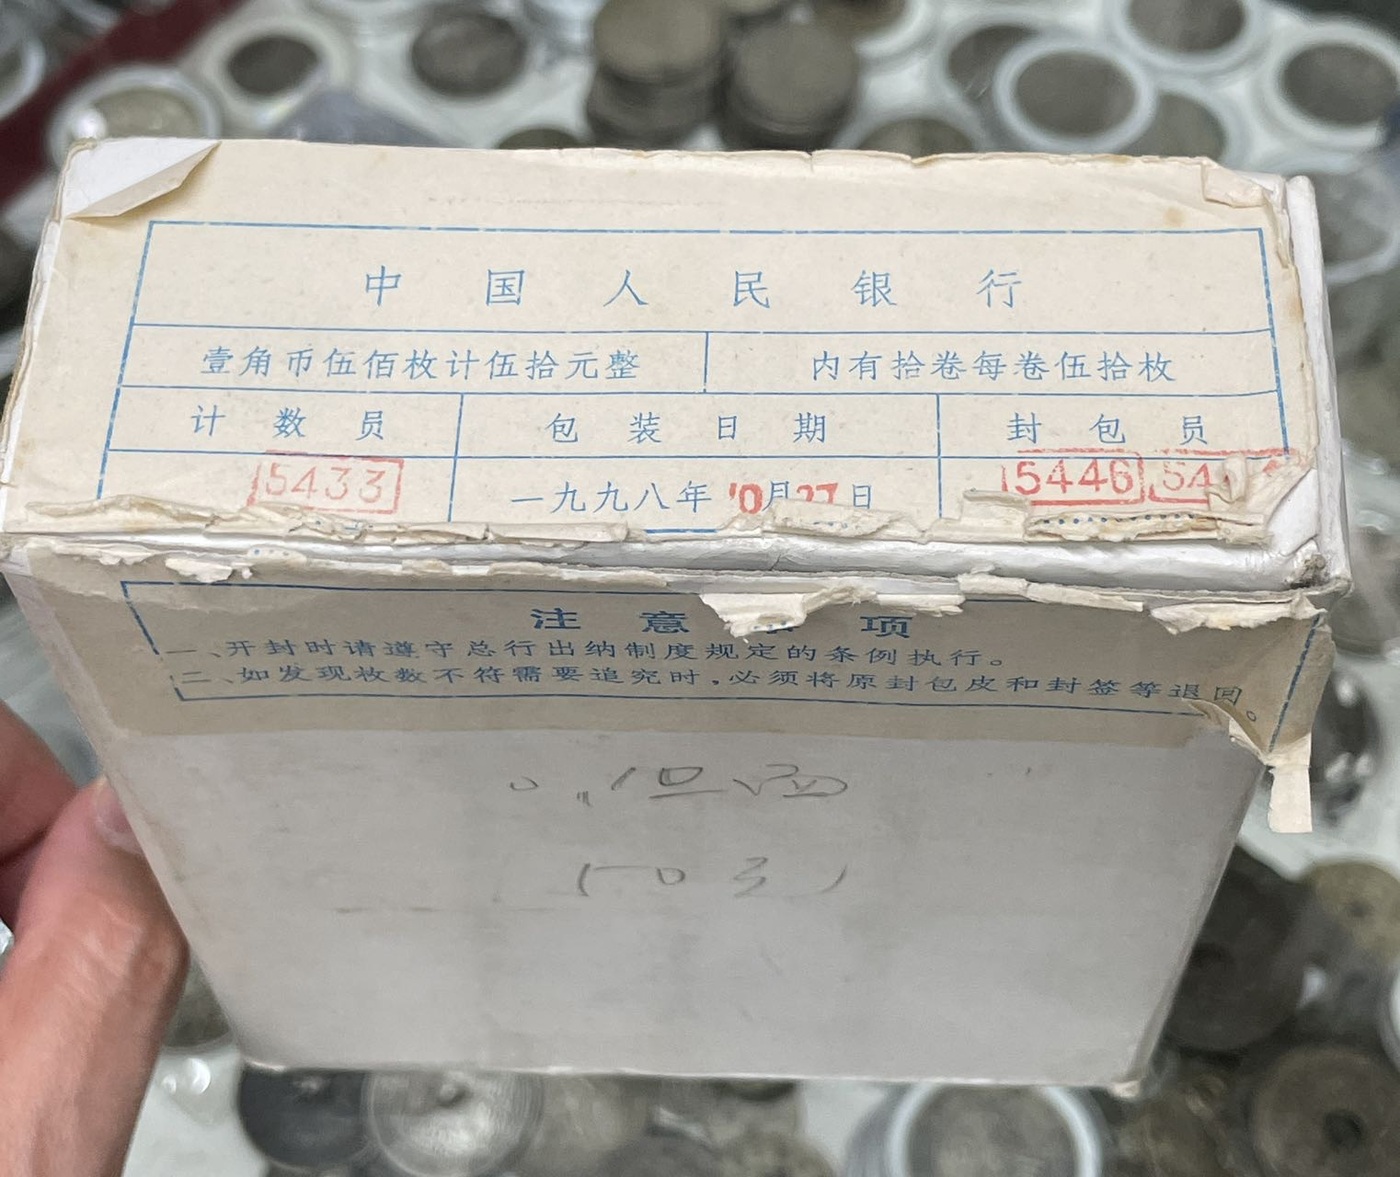 中国人民银行
壹角币伍佰枚计伍拾元整 内有拾卷每卷伍拾枚
计数员 包装日期 封包员
5433 一九九八年10月27日 5446
注意 项
一、开封时请遵守总行出纳制度规定的条例执行。
二、如发现枚数不符需要追究时,必须将原封包皮和封签等退回。